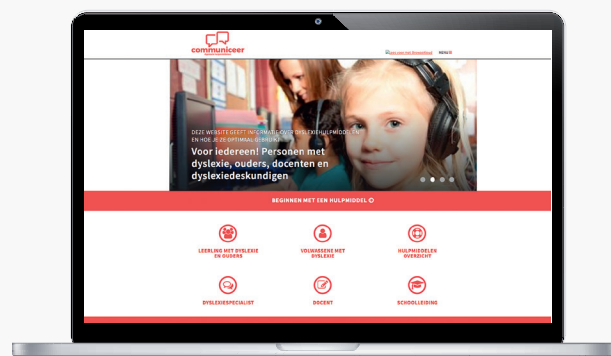 communiceer
MENU
DEZE WEBSITE GEEFT INFORMATIE OVER DYSLEXIEHULPMIDDELEN
EN HOE JE ZE OPTIMAAL GEBRUIKT
Voor iedereen! Personen met
dyslexie, ouders, docenten en
dyslexiedeskundigen
BEGINNEN MET EEN HULPMIDDEL
LEERLING MET DYSLEXIE
EN OUDERS
VOLWASSENE MET
DYSLEXIE
HULPMIDDELEN
OVERZICHT
DYSLEXIESPECIALIST
DOCENT
SCHOOLLEIDING